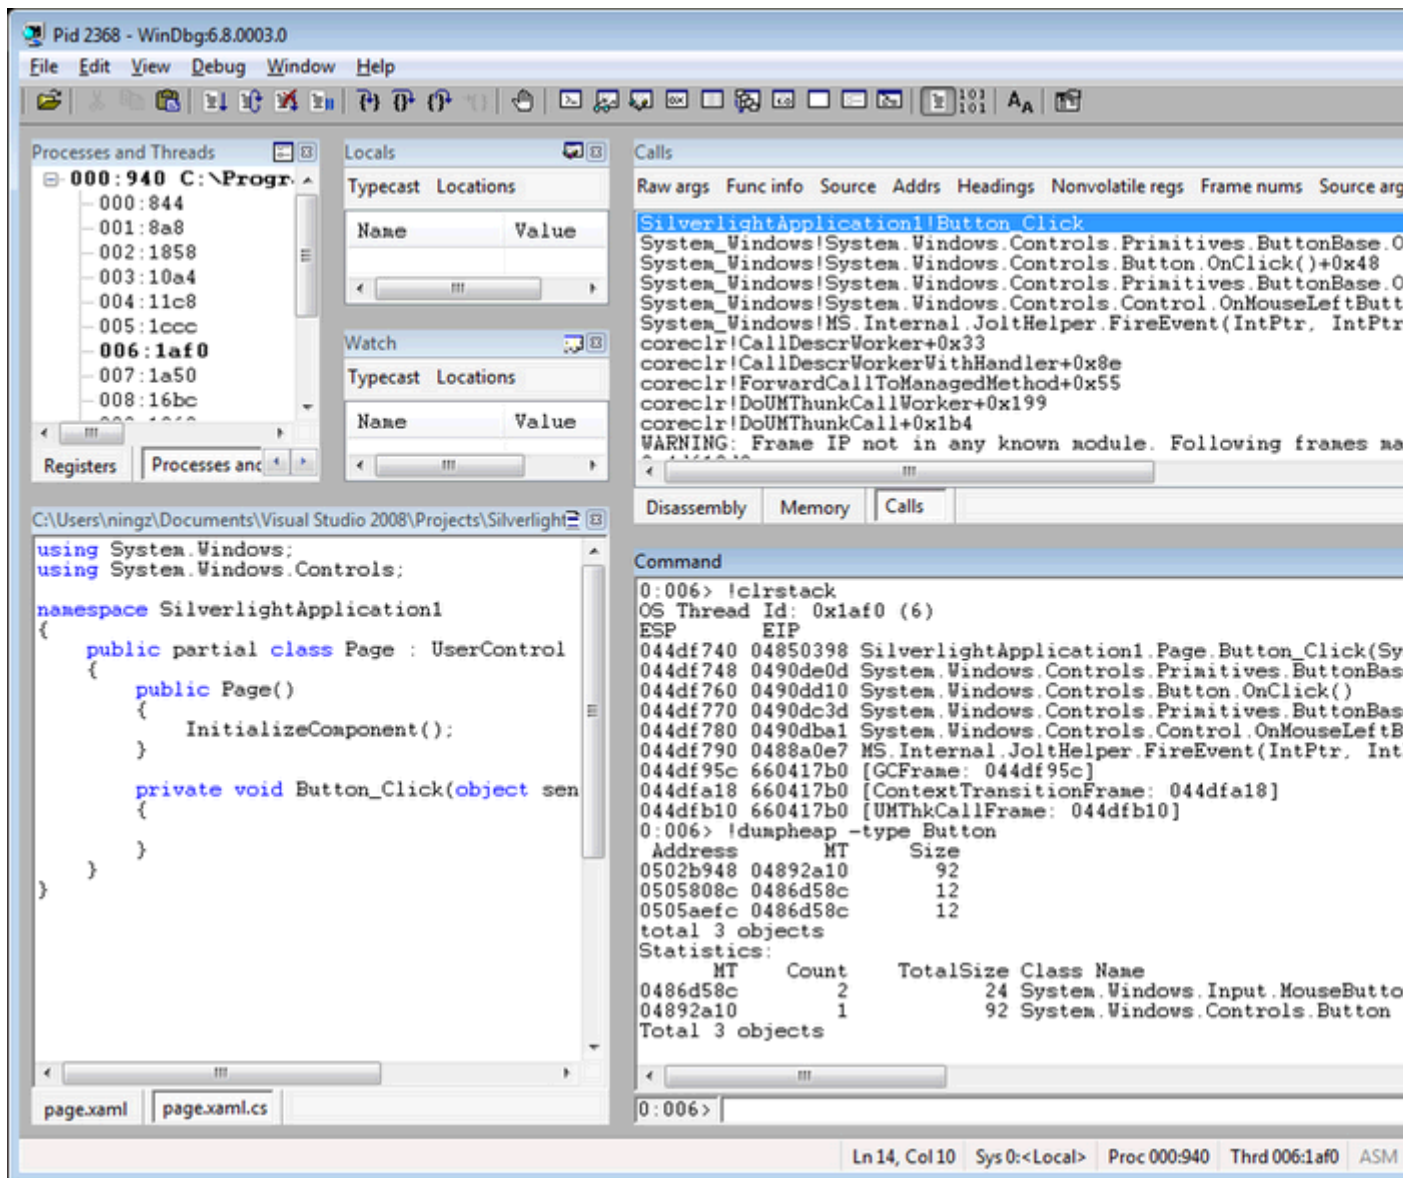 Pid 2368 - WinDbg:6.8.0003.0
File Edit View Debug Window Help
Processes and Threads
000:940 C:\Progr
000:844
001:8a8
002:1858
003:10a4
004:11c8
005:1ccc
006:1af0
007:1a50
008:16bc
Registers Processes and
Locals
Typecast Locations
Name Value
Watch
Typecast Locations
Name Value
Calls
Raw args Func info Source Addrs Headings Nonvolatile regs Frame nums Source arg
SilverlightApplication1!Button_Click
System_Windows!System.Windows.Controls.Primitives.ButtonBase.O
System_Windows!System.Windows.Controls.Button.OnClick()+0x48
System_Windows!System.Windows.Controls.Primitives.ButtonBase.O
System_Windows!System.Windows.Controls.Control.OnMouseLeftButt
System_Windows!MS.Internal.JoltHelper.FireEvent(IntPtr, IntPtr
coreclr!CallDescrWorker+0x33
coreclr!CallDescrWorkerWithHandler+0x8e
coreclr!ForwardCallToManagedMethod+0x55
coreclr!DoUMThunkCallWorker+0x199
coreclr!DoUMThunkCall+0x1b4
WARNING: Frame IP not in any known module. Following frames ma
Disassembly Memory Calls
C:\Users\ningz\Documents\Visual Studio 2008\Projects\Silverlight
using System.Windows;
using System.Windows.Controls;
namespace SilverlightApplication1
{
public partial class Page : UserControl
{
public Page()
{
InitializeComponent();
}
private void Button_Click(object sen
{
}
}
}
page.xaml page.xaml.cs
Command
0:006> !clrstack
OS Thread Id: 0x1af0 (6)
ESP EIP
044df740 04850398 SilverlightApplication1.Page.Button_Click(Sy
044df748 0490de0d System.Windows.Controls.Primitives.ButtonBas
044df760 0490dd10 System.Windows.Controls.Button.OnClick()
044df770 0490dc3d System.Windows.Controls.Primitives.ButtonBas
044df780 0490dba1 System.Windows.Controls.Control.OnMouseLeftB
044df790 0488a0e7 MS.Internal.JoltHelper.FireEvent(IntPtr, Int
044df95c 660417b0 [GCFrame: 044df95c]
044dfa18 660417b0 [ContextTransitionFrame: 044dfa18]
044dfb10 660417b0 [UMThkCallFrame: 044dfb10]
0:006> !dumpheap -type Button
Address MT Size
0502b948 04892a10 92
0505808c 0486d58c 12
0505aefc 0486d58c 12
total 3 objects
Statistics:
MT Count TotalSize Class Name
0486d58c 2 24 System.Windows.Input.MouseButto
04892a10 1 92 System.Windows.Controls.Button
Total 3 objects
0:006>
Ln 14, Col 10 Sys 0:<Local> Proc 000:940 Thrd 006:1af0 ASM